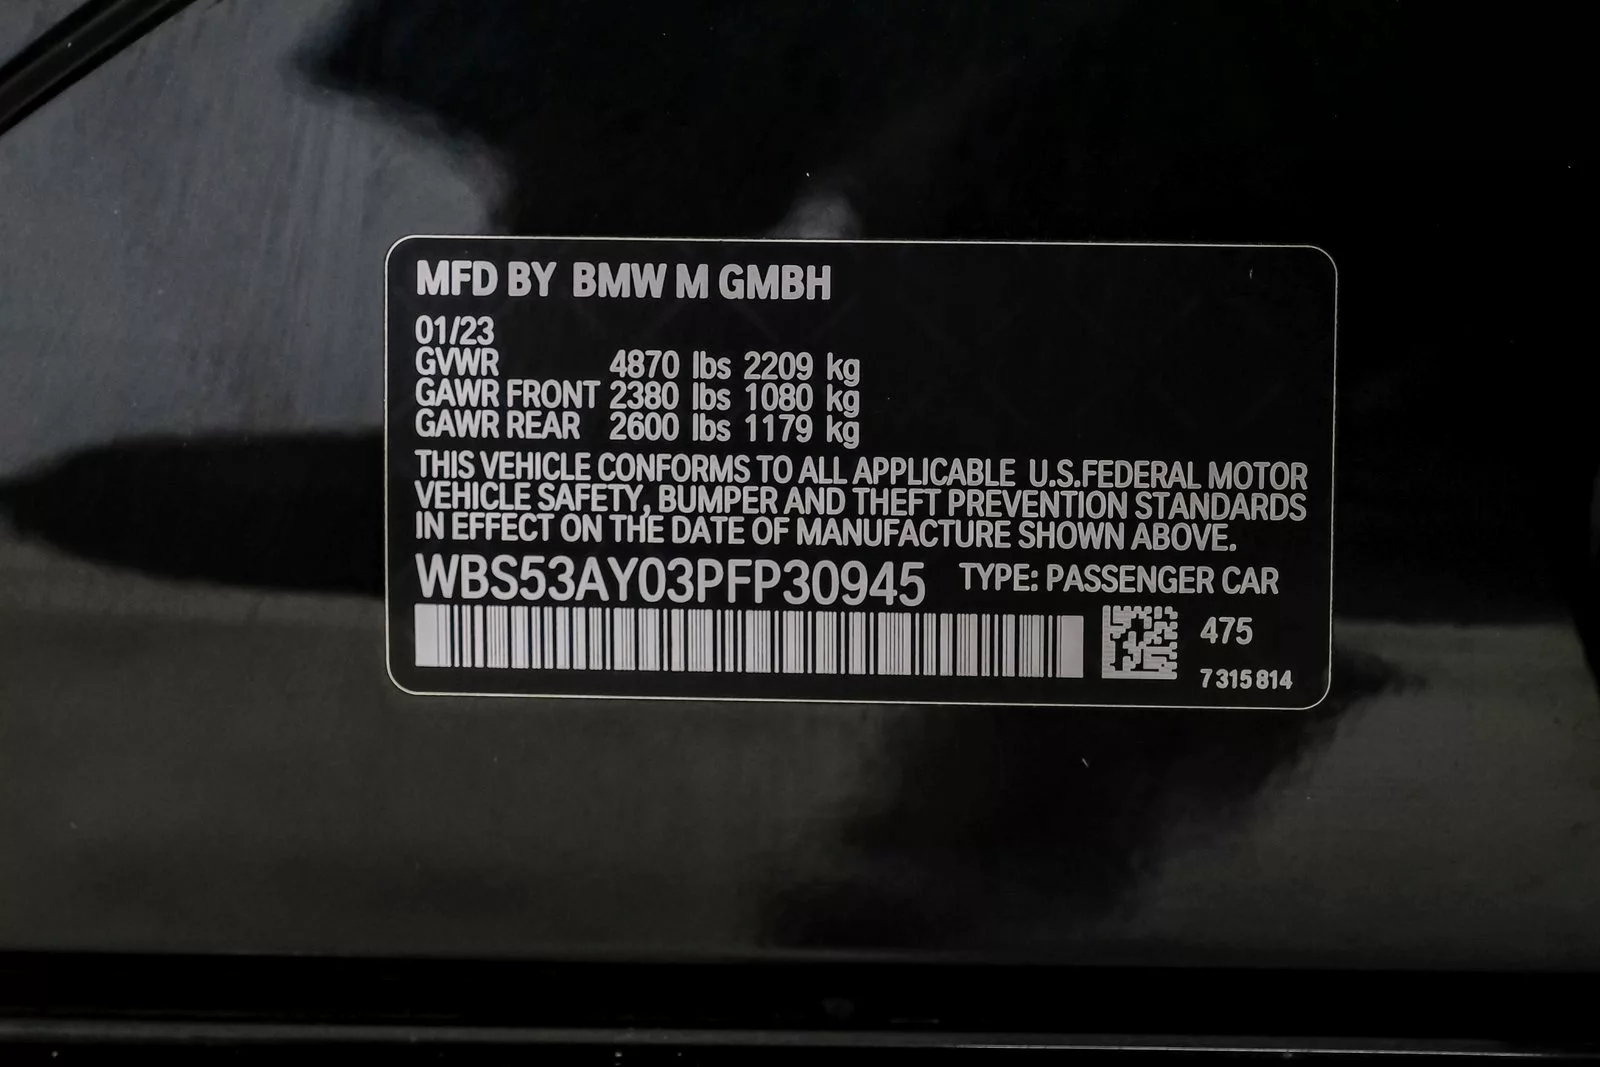 MFD BY BMW M GMBH
01/23
GVWR 4870 lbs 2209 kg
GAWR FRONT 2380 lbs 1080 kg
GAWR REAR 2600 lbs 1179 kg
THIS VEHICLE CONFORMS TO ALL APPLICABLE U.S.FEDERAL MOTOR
VEHICLE SAFETY, BUMPER AND THEFT PREVENTION STANDARDS
IN EFFECT ON THE DATE OF MANUFACTURE SHOWN ABOVE.
WBS53AY03PFP30945 TYPE: PASSENGER CAR
475
7 315 814